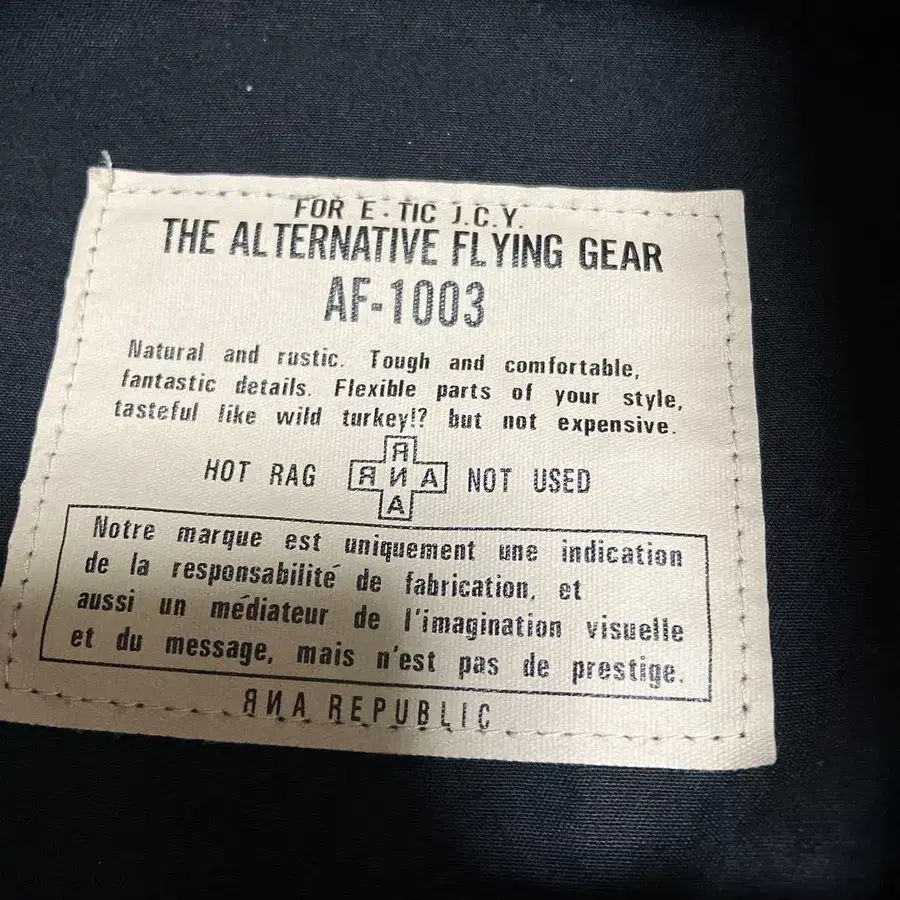 FOR E-TIC J.C.Y.
THE ALTERNATIVE FLYING GEAR
AF-1003
Natural and rustic. Tough and comfortable,
fantastic details. Flexible parts of your style,
tasteful like wild turkey!? but not expensive.
Я
HOT RAG ЯИA NOT USED
A
Notre marque est uniquement une indication
de la responsabilité de fabrication, et
aussi un médiateur de l'imagination visuelle
et du message, mais n'est pas de prestige.
ЯИA REPUBLIC